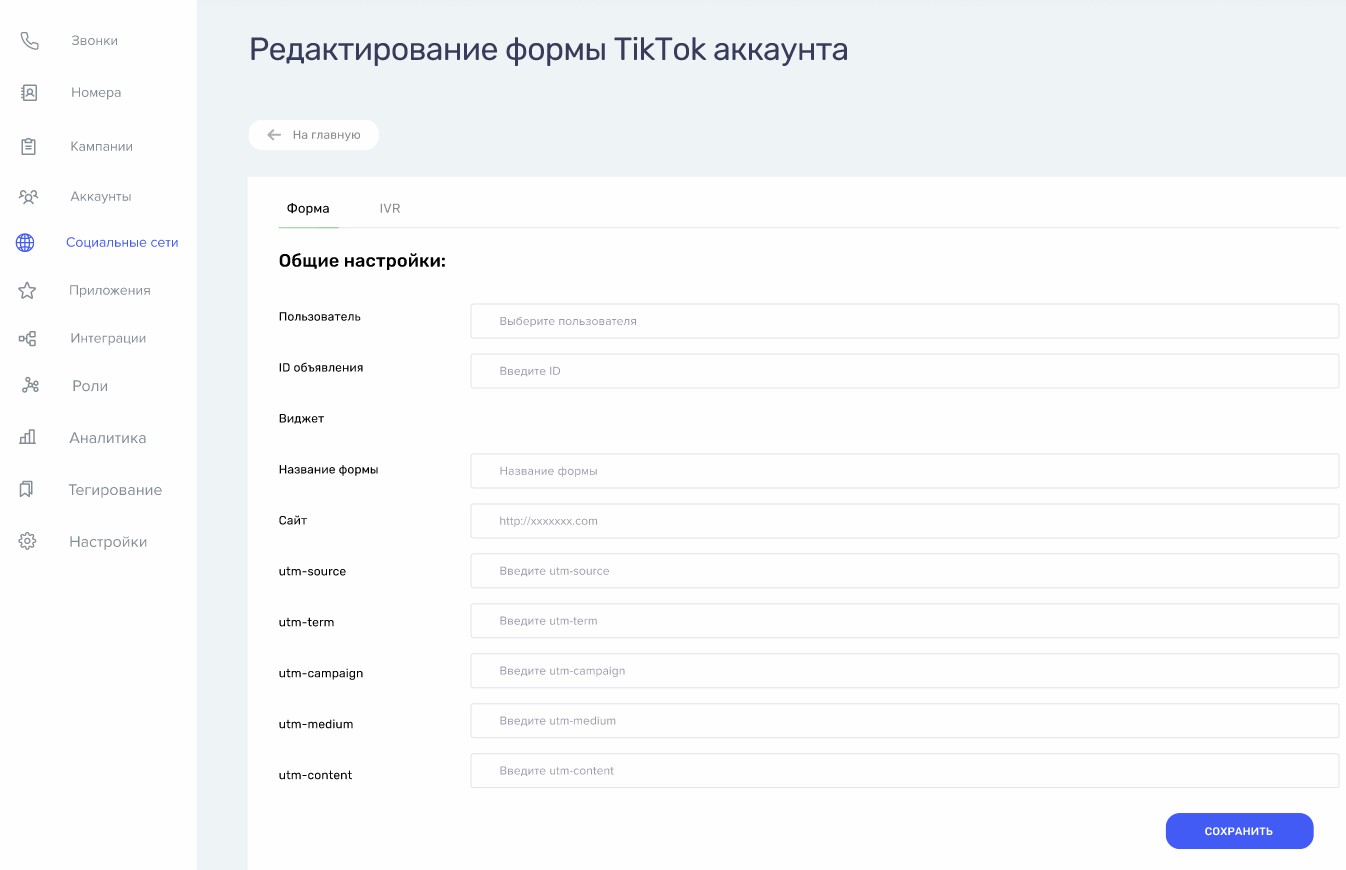 Звонки
Номера
Кампании
Аккаунты
Социальные сети
Приложения
Интеграции
Роли
Аналитика
Тегирование
Настройки
Редактирование формы TikTok аккаунта
На главную
Форма IVR
Общие настройки:
Пользователь Выберите пользователя
ID объявления Введите ID
Виджет
Название формы Название формы
Сайт http://xxxxxxx.com
utm-source Введите utm-source
utm-term Введите utm-term
utm-campaign Введите utm-campaign
utm-medium Введите utm-medium
utm-content Введите utm-content
СОХРАНИТЬ